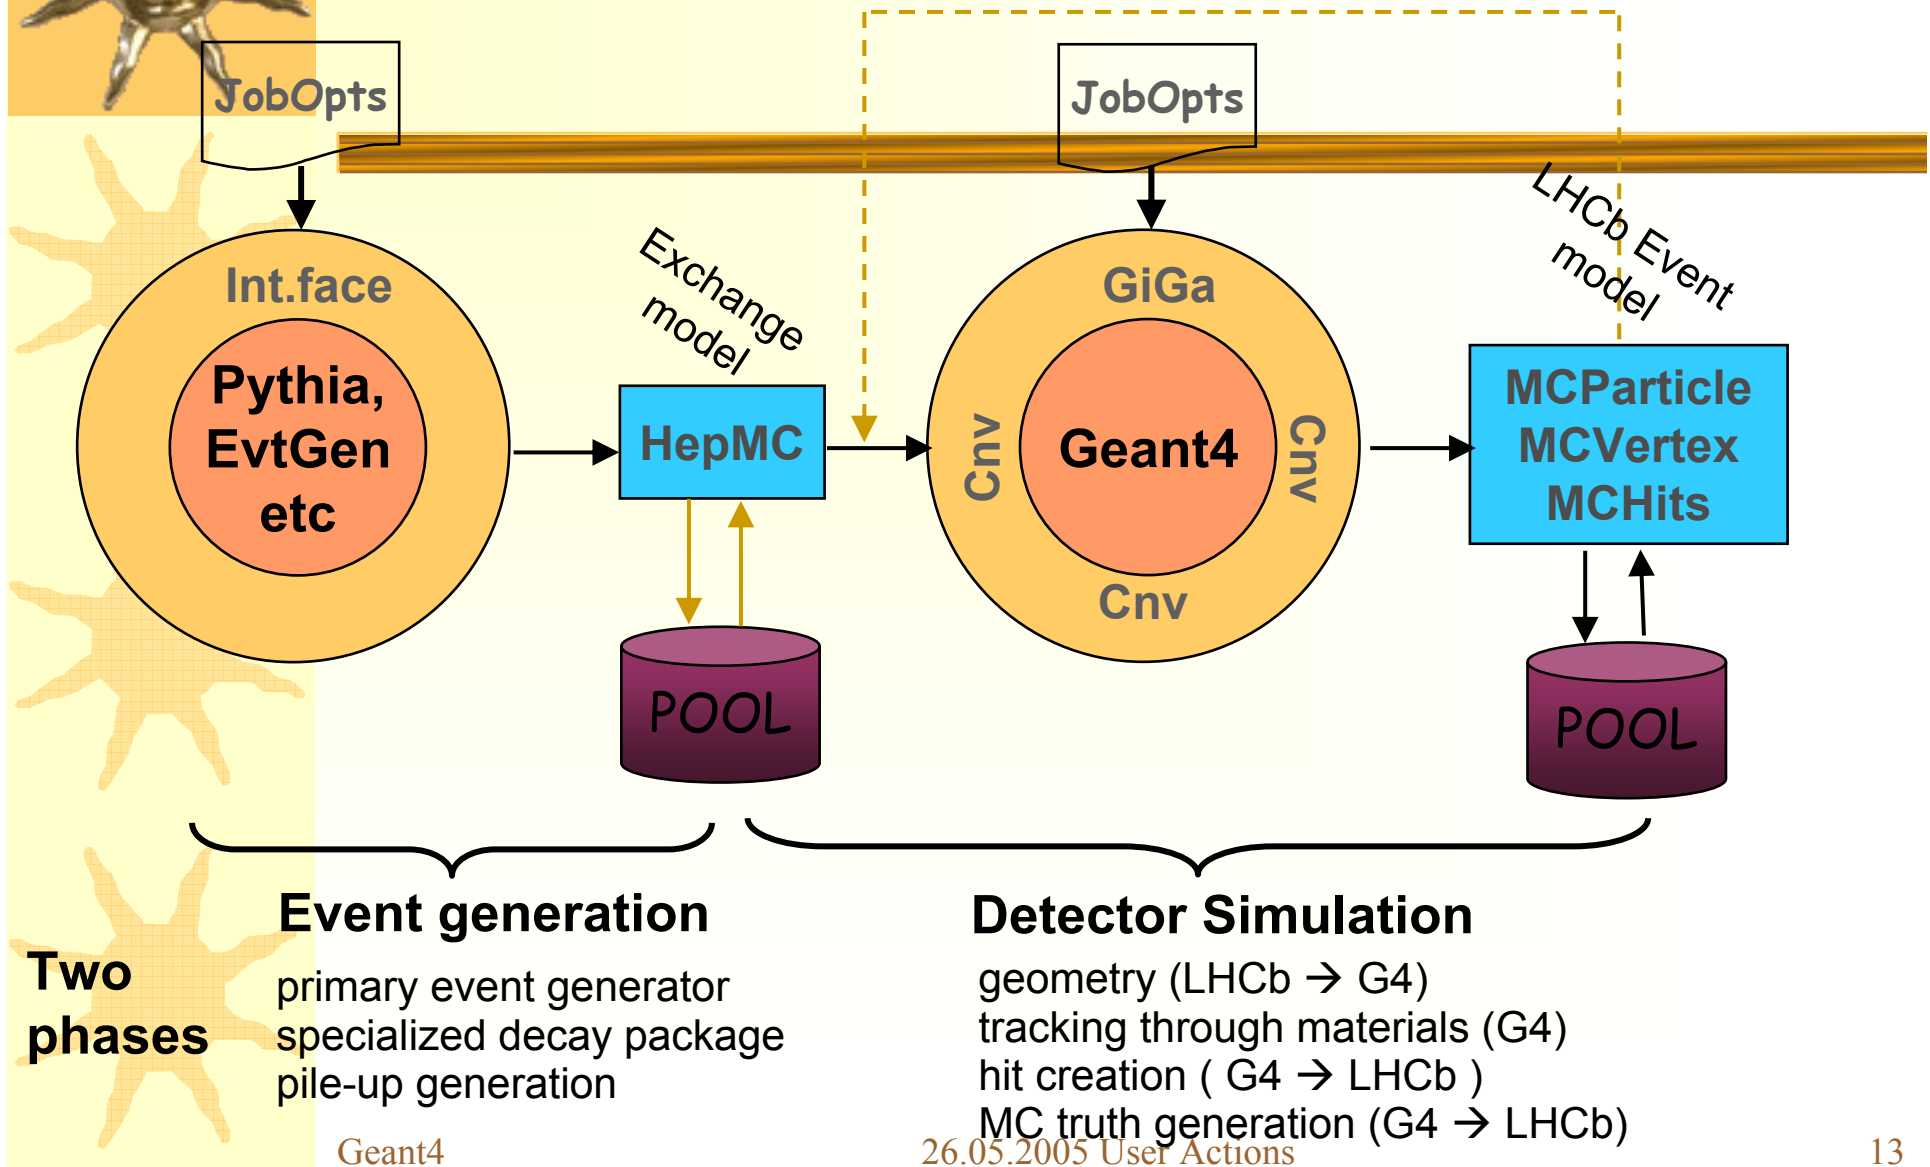 JobOpts
JobOpts
Int.face
Pythia,
EvtGen
etc
Exchange
model
HepMC
POOL
GiGa
Cnv
Geant4
Cnv
Cnv
LHCb Event
model
MCParticle
MCVertex
MCHits
POOL
Two
phases
Event generation
primary event generator
specialized decay package
pile-up generation
Detector Simulation
geometry (LHCb → G4)
tracking through materials (G4)
hit creation ( G4 → LHCb )
MC truth generation (G4 → LHCb)
Geant4
26.05.2005 User Actions
13